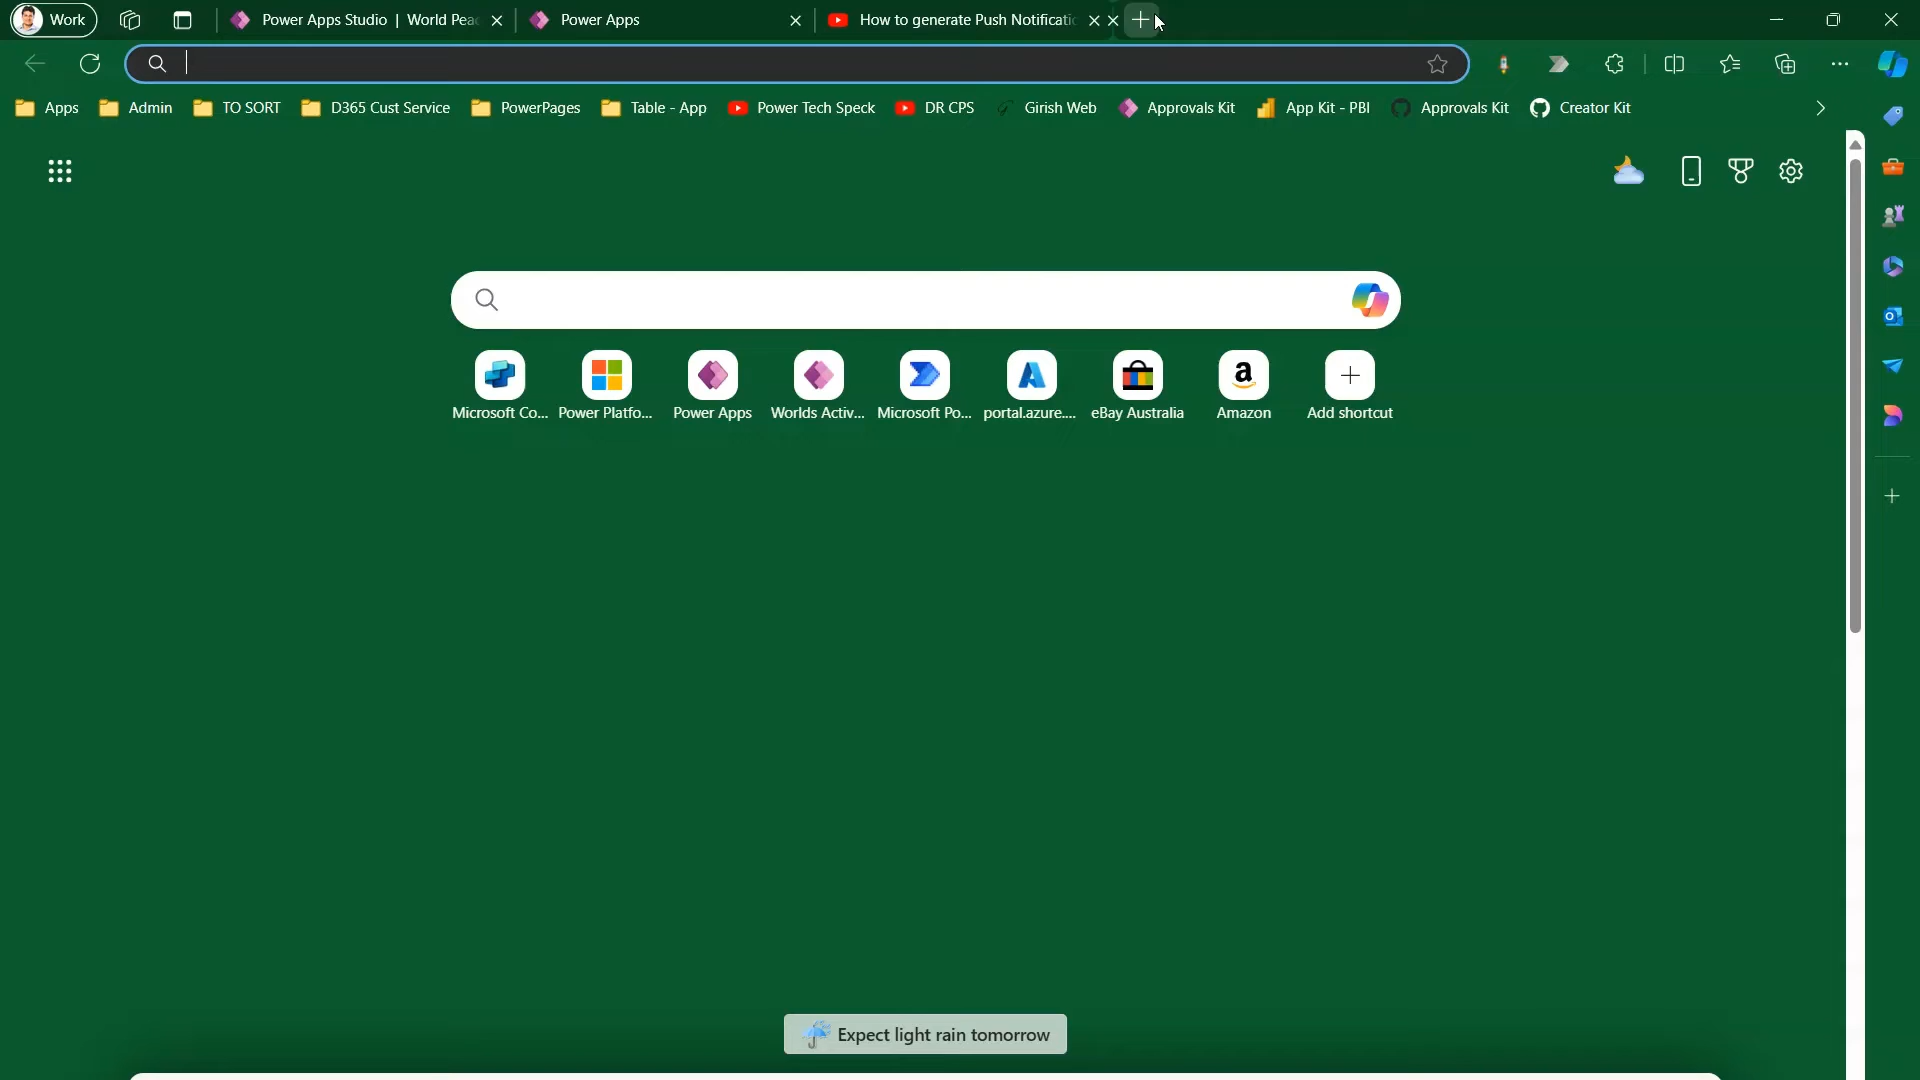 Work
Power Apps Studio | World Pea
Power Apps
How to generate Push Notificati
Apps
Admin
TO SORT
D365 Cust Service
PowerPages
Table - App
Power Tech Speck
DR CPS
Girish Web
Approvals Kit
App Kit - PBI
Approvals Kit
Creator Kit
Microsoft Co...
Power Platfo...
Power Apps
Worlds Activ...
Microsoft Po...
portal.azure....
eBay Australia
Amazon
Add shortcut
Expect light rain tomorrow